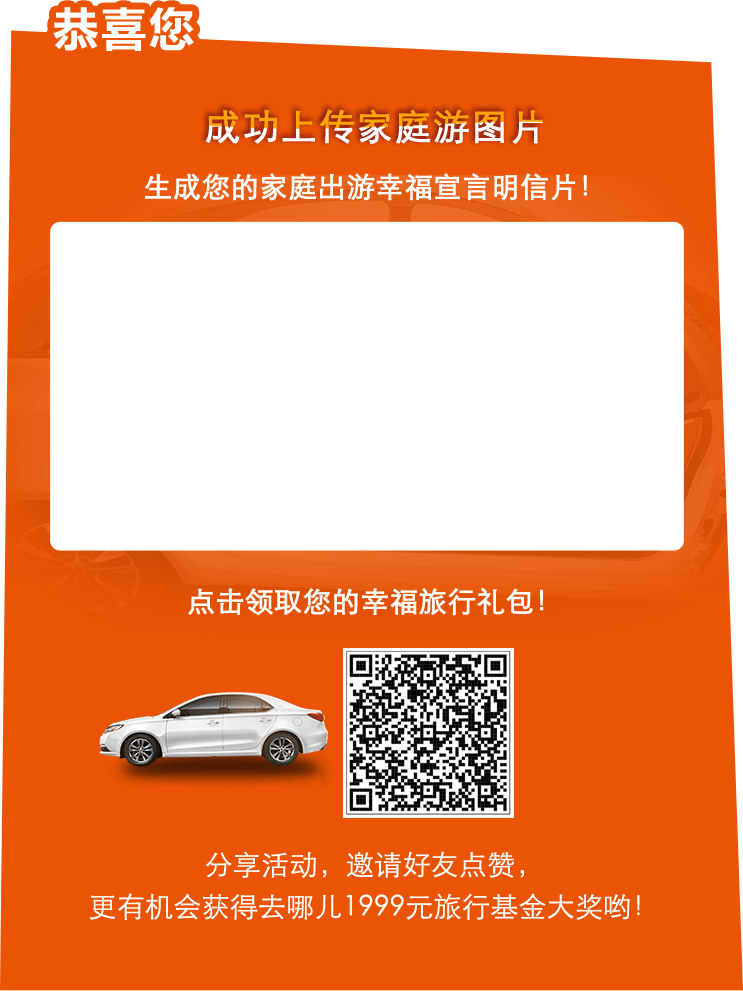 恭喜您
成功上传家庭游图片
生成您的家庭出游幸福宣言明信片!
点击领取您的幸福旅行礼包!
分享活动，邀请好友点赞，
更有机会获得去哪儿1999元旅行基金大奖哟!